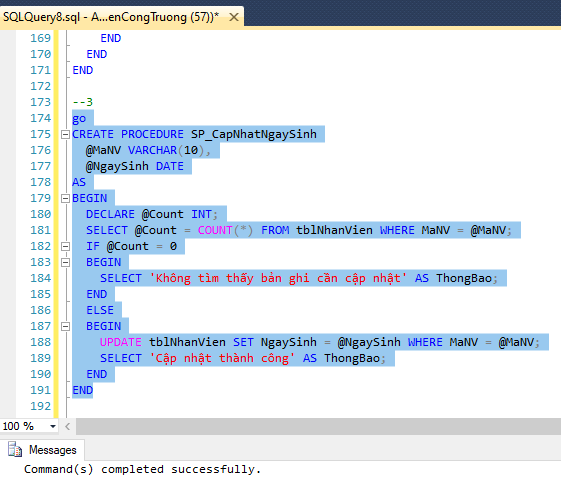 SQLQuery8.sql - A...enCongTruong (57))*
169 END
170 END
171 END
172
173 --3
174 go
175 CREATE PROCEDURE SP_CapNhatNgaySinh
176 @MaNV VARCHAR(10),
177 @NgaySinh DATE
178 AS
179 BEGIN
180 DECLARE @Count INT;
181 SELECT @Count = COUNT(*) FROM tblNhanVien WHERE MaNV = @MaNV;
182 IF @Count = 0
183 BEGIN
184 SELECT 'Không tìm thấy bản ghi cần cập nhật' AS ThongBao;
185 END
186 ELSE
187 BEGIN
188 UPDATE tblNhanVien SET NgaySinh = @NgaySinh WHERE MaNV = @MaNV;
189 SELECT 'Cập nhật thành công' AS ThongBao;
190 END
191 END
192
100 %
Messages
Command(s) completed successfully.